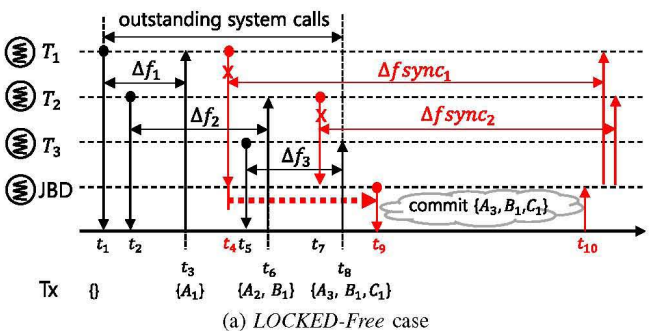 outstanding system calls
T₁
Δf₁
Δfsync₁
T₂
Δf₂
Δfsync₂
T₃
Δf₃
JBD
commit {A₃,B₁,C₁}
t₁ t₂ t₄ t₅ t₇ t₉ t₁₀
t₃ t₆ t₈
Tx {} {A₁} {A₂, B₁} {A₃, B₁,C₁}
(a) LOCKED-Free case